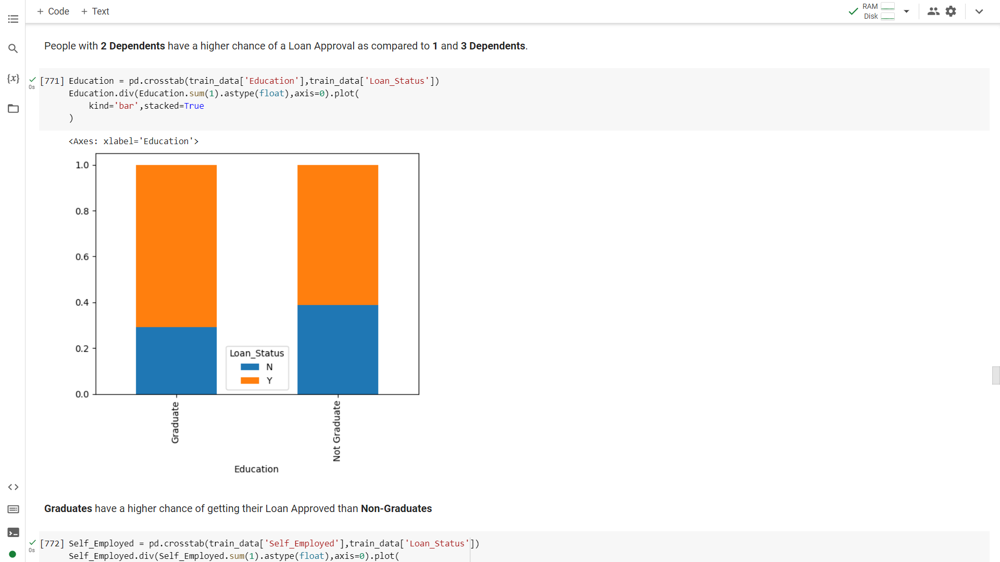 + Code + Text
RAM
Disk
People with 2 Dependents have a higher chance of a Loan Approval as compared to 1 and 3 Dependents.
{x}
0s
[771] Education = pd.crosstab(train_data['Education'],train_data['Loan_Status'])
Education.div(Education.sum(1).astype(float),axis=0).plot(
kind='bar',stacked=True
)
<Axes: xlabel='Education'>
1.0
0.8
0.6
0.4
0.2
0.0
Loan_Status
N
Y
Graduate
Not Graduate
Education
Graduates have a higher chance of getting their Loan Approved than Non-Graduates
0s
[772] Self_Employed = pd.crosstab(train_data['Self_Employed'],train_data['Loan_Status'])
Self_Employed.div(Self_Employed.sum(1).astype(float),axis=0).plot(